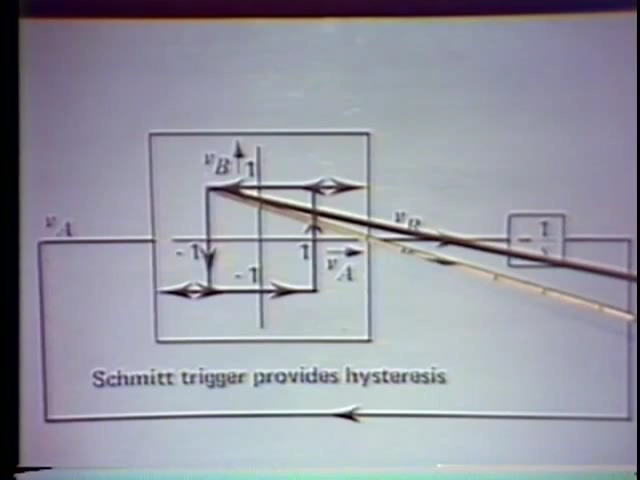 v_B 1
v_A
v_B
- 1
-1
1
v_A
-1
Schmitt trigger provides hysteresis